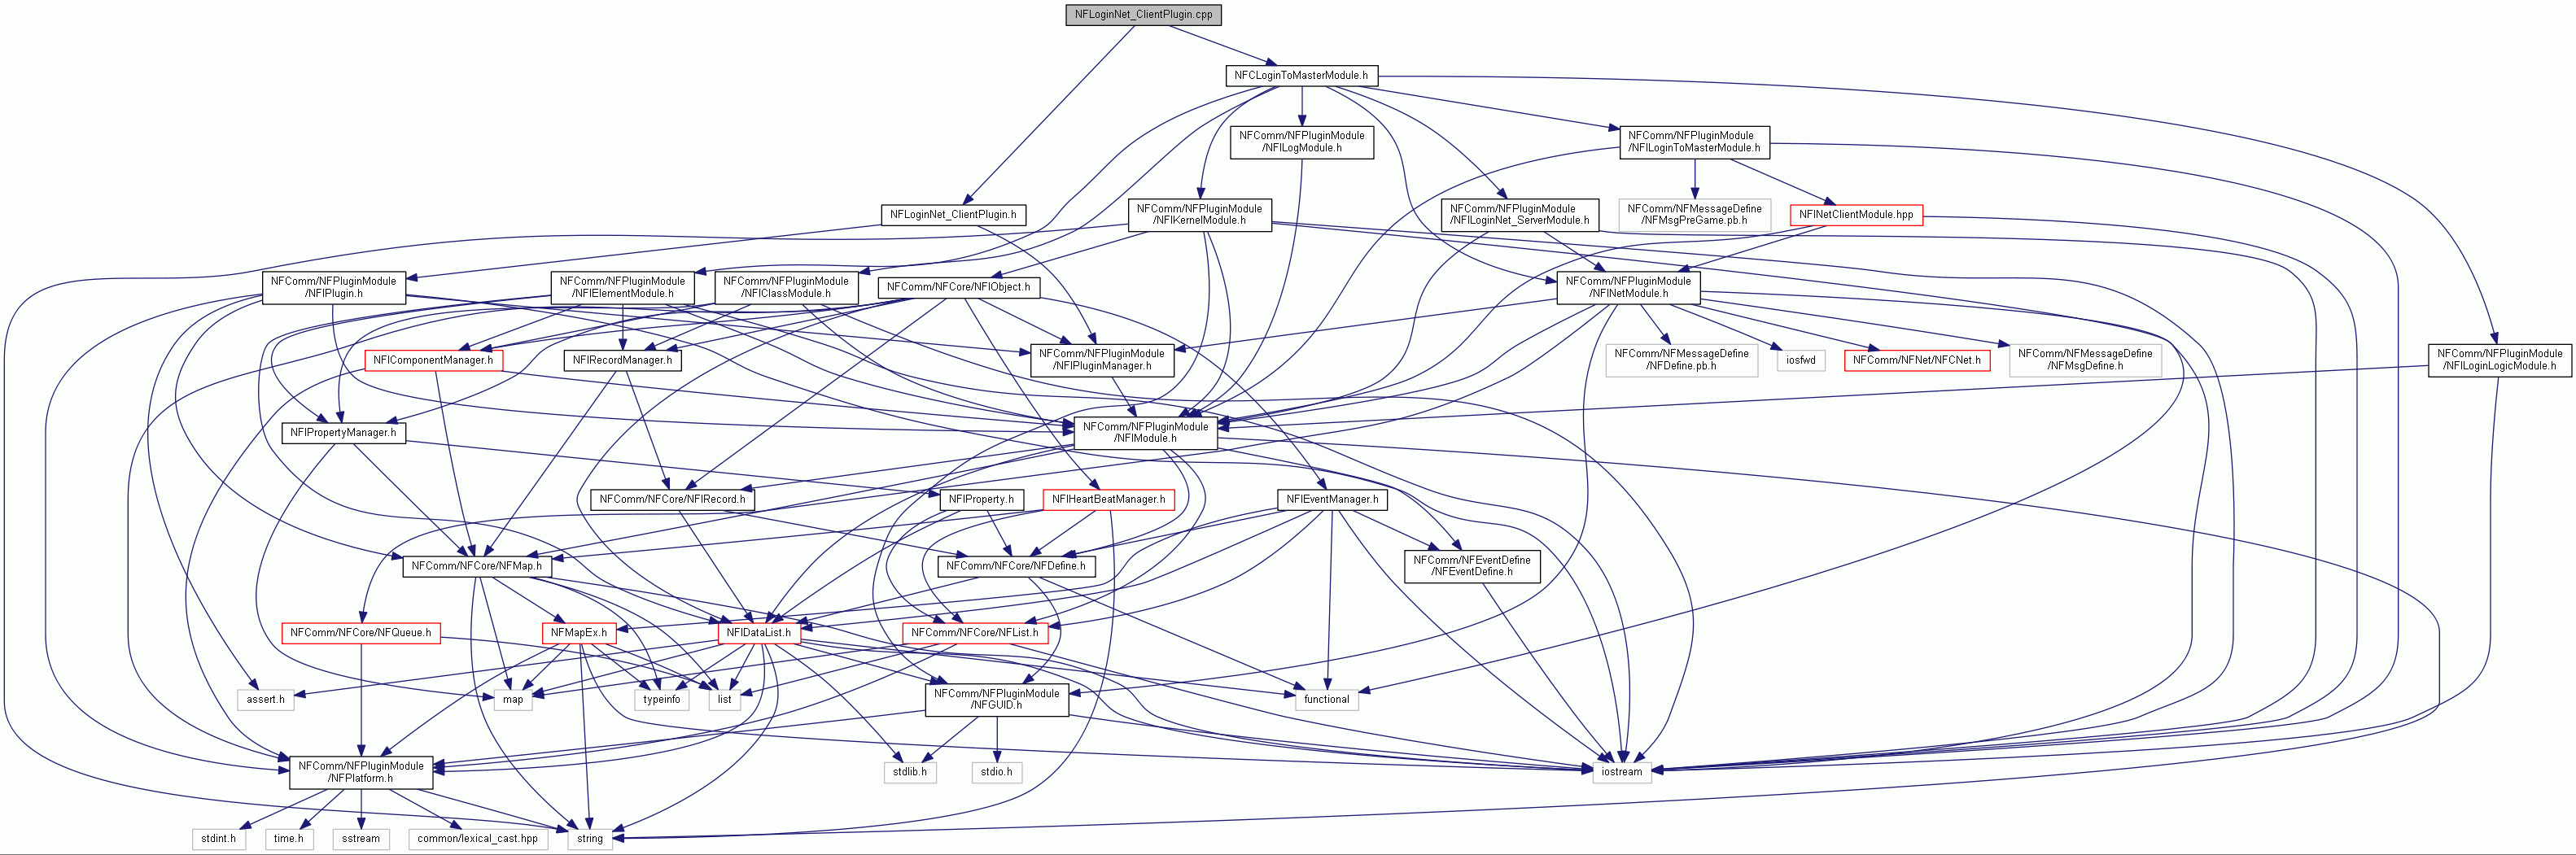 NFLoginNet_ClientPlugin.cpp
NFCLoginToMasterModule.h
NFComm/NFPluginModule
/NFILogModule.h
NFComm/NFPluginModule
/NFILoginToMasterModule.h
NFLoginNet_ClientPlugin.h
NFComm/NFPluginModule
/NFIKernelModule.h
NFComm/NFPluginModule
/NFILoginNet_ServerModule.h
NFComm/NFMessageDefine
/NFMsgPreGame.pb.h
NFINetClientModule.hpp
NFComm/NFPluginModule
/NFIPlugin.h
NFComm/NFPluginModule
/NFIElementModule.h
NFComm/NFPluginModule
/NFIClassModule.h
NFComm/NFCore/NFIObject.h
NFComm/NFPluginModule
/NFINetModule.h
NFIComponentManager.h
NFIRecordManager.h
NFComm/NFPluginModule
/NFIPluginManager.h
NFComm/NFMessageDefine
/NFDefine.pb.h
iosfwd
NFComm/NFNet/NFCNet.h
NFComm/NFMessageDefine
/NFMsgDefine.h
NFComm/NFPluginModule
/NFILoginLogicModule.h
NFIPropertyManager.h
NFComm/NFPluginModule
/NFIModule.h
NFComm/NFCore/NFIRecord.h
NFIProperty.h
NFIHeartBeatManager.h
NFIEventManager.h
NFComm/NFCore/NFMap.h
NFComm/NFCore/NFDefine.h
NFComm/NFEventDefine
/NFEventDefine.h
NFComm/NFCore/NFQueue.h
NFMapEx.h
NFIDataList.h
NFComm/NFCore/NFList.h
assert.h
map
typeinfo
list
NFComm/NFPluginModule
/NFGUID.h
functional
NFComm/NFPluginModule
/NFPlatform.h
stdlib.h
stdio.h
iostream
stdint.h
time.h
sstream
common/lexical_cast.hpp
string